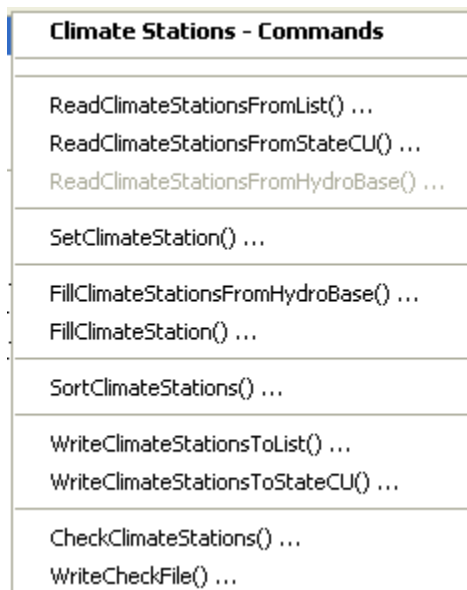 Climate Stations - Commands
ReadClimateStationsFromList() ...
ReadClimateStationsFromStateCU() ...
ReadClimateStationsFromHydroBase() ...
SetClimateStation() ...
FillClimateStationsFromHydroBase() ...
FillClimateStation() ...
SortClimateStations() ...
WriteClimateStationsToList() ...
WriteClimateStationsToStateCU() ...
CheckClimateStations() ...
WriteCheckFile() ...